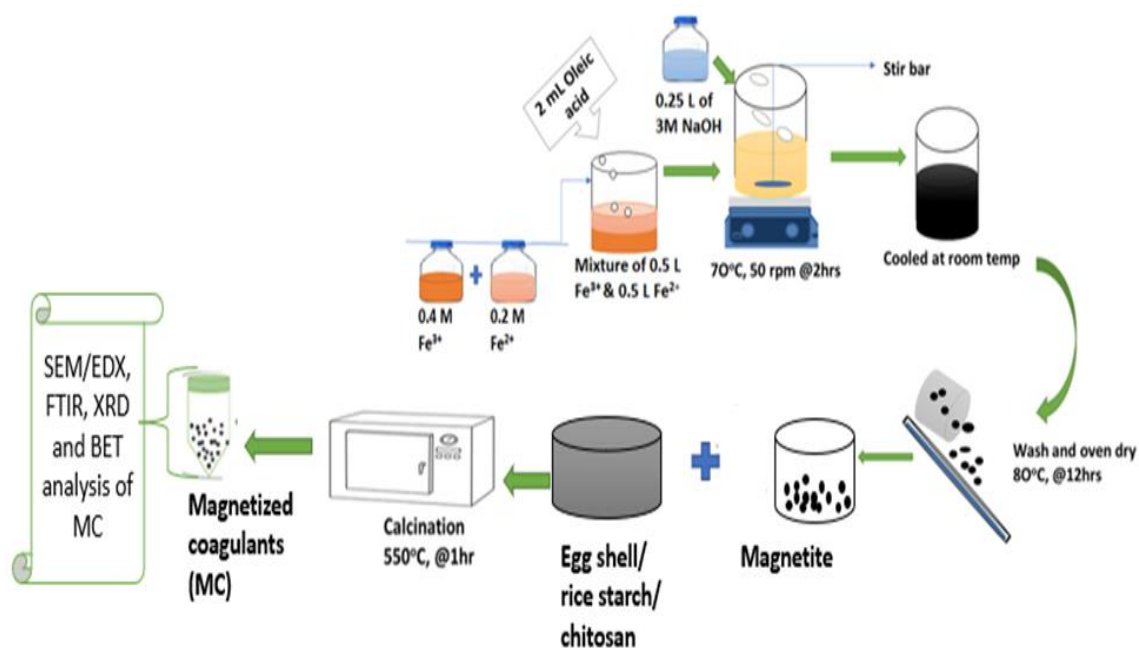 2 mL Oleic
acid
0.25 L of
3M NaOH
Stir bar
Mixture of 0.5 L
Fe³⁺ & 0.5 L Fe²⁺
70°C, 50 rpm @2hrs
Cooled at room temp
+
0.4 M
Fe³⁺
0.2 M
Fe²⁺
Wash and oven dry
80°C, @12hrs
Magnetite
+
Egg shell/
rice starch/
chitosan
Calcination
550°C, @1hr
Magnetized
coagulants
(MC)
SEM/EDX,
FTIR, XRD
and BET
analysis of
MC